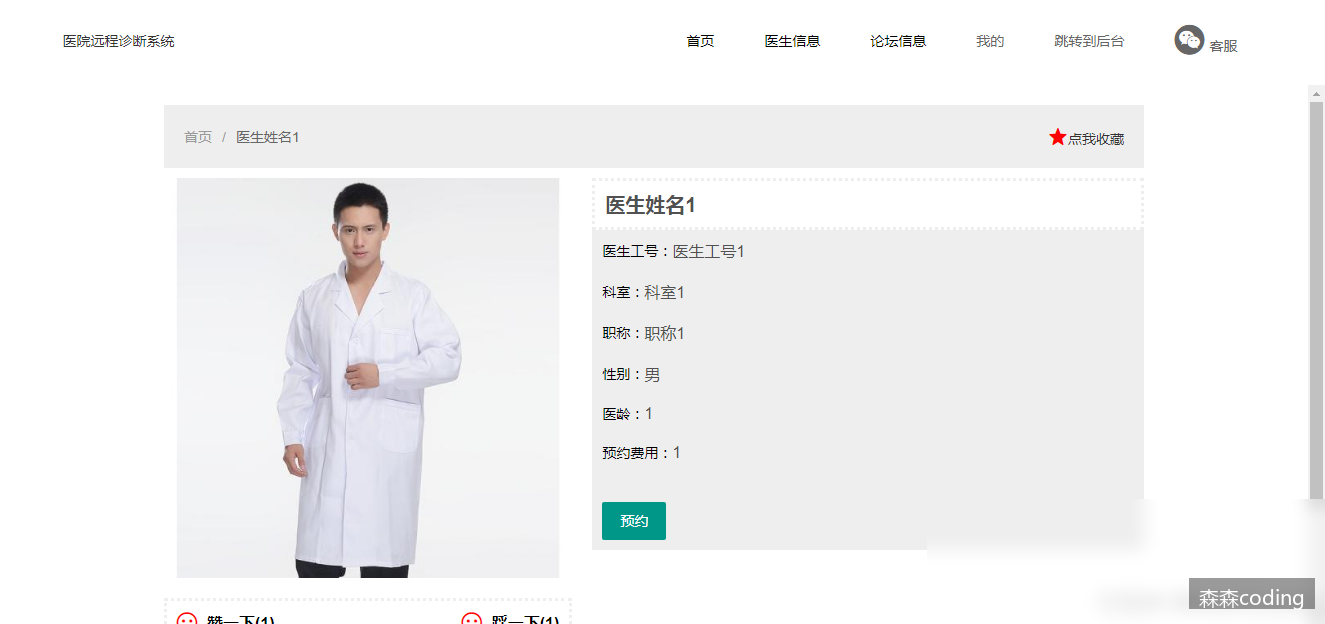 医院远程诊断系统 首页 医生信息 论坛信息 我的 跳转到后台 客服
首页 / 医生姓名1 点我收藏
医生姓名1
医生工号：医生工号1
科室：科室1
职称：职称1
性别：男
医龄：1
预约费用：1
预约
赞一下(1) 踩一下(1)
森森coding